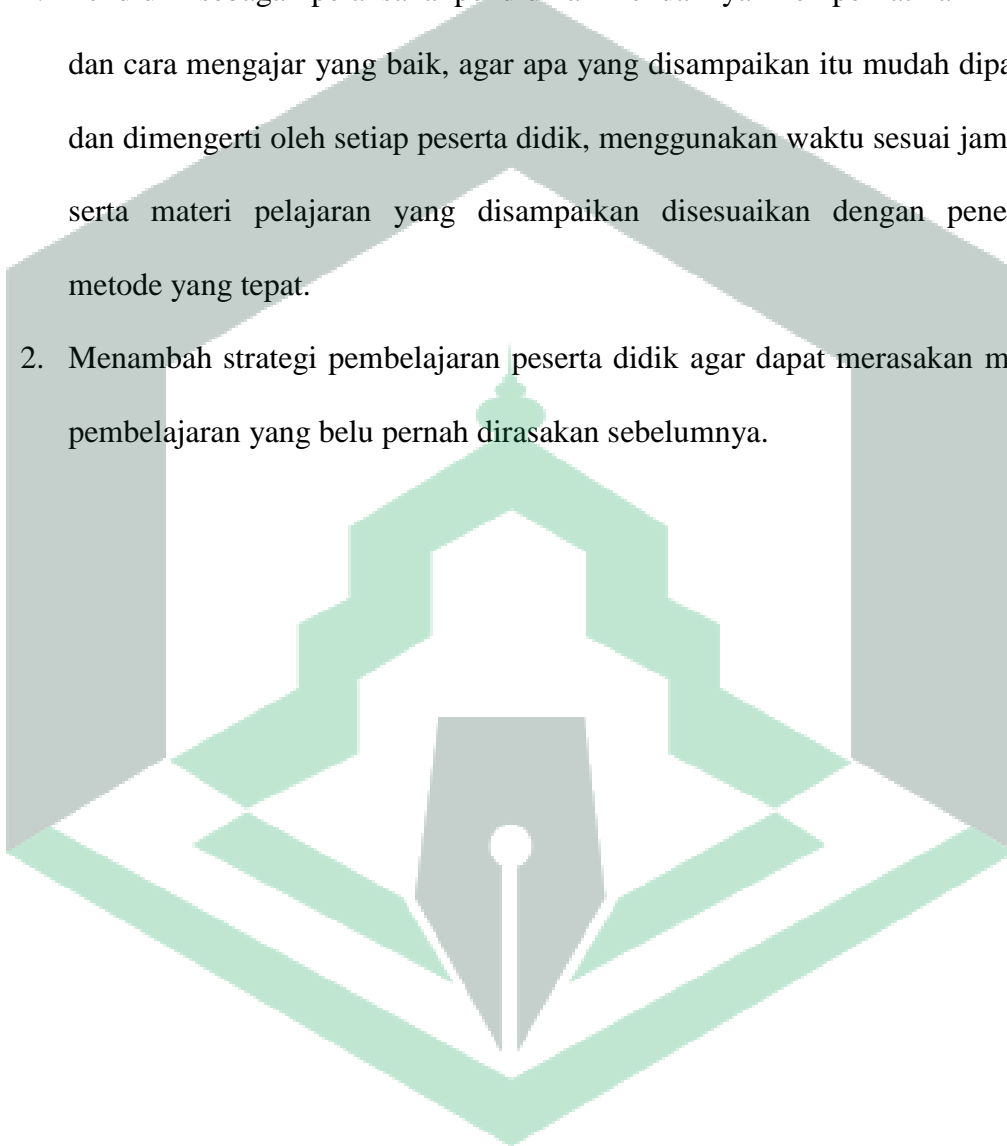 dan cara mengajar yang baik, agar apa yang disampaikan itu mudah
dan dimengerti oleh setiap peserta didik, menggunakan waktu sesuai jam
serta materi pelajaran yang disampaikan disesuaikan dengan
metode yang tepat.
2. Menambah strategi pembelajaran peserta didik agar dapat merasakan
pembelajaran yang belu pernah dirasakan sebelumnya.